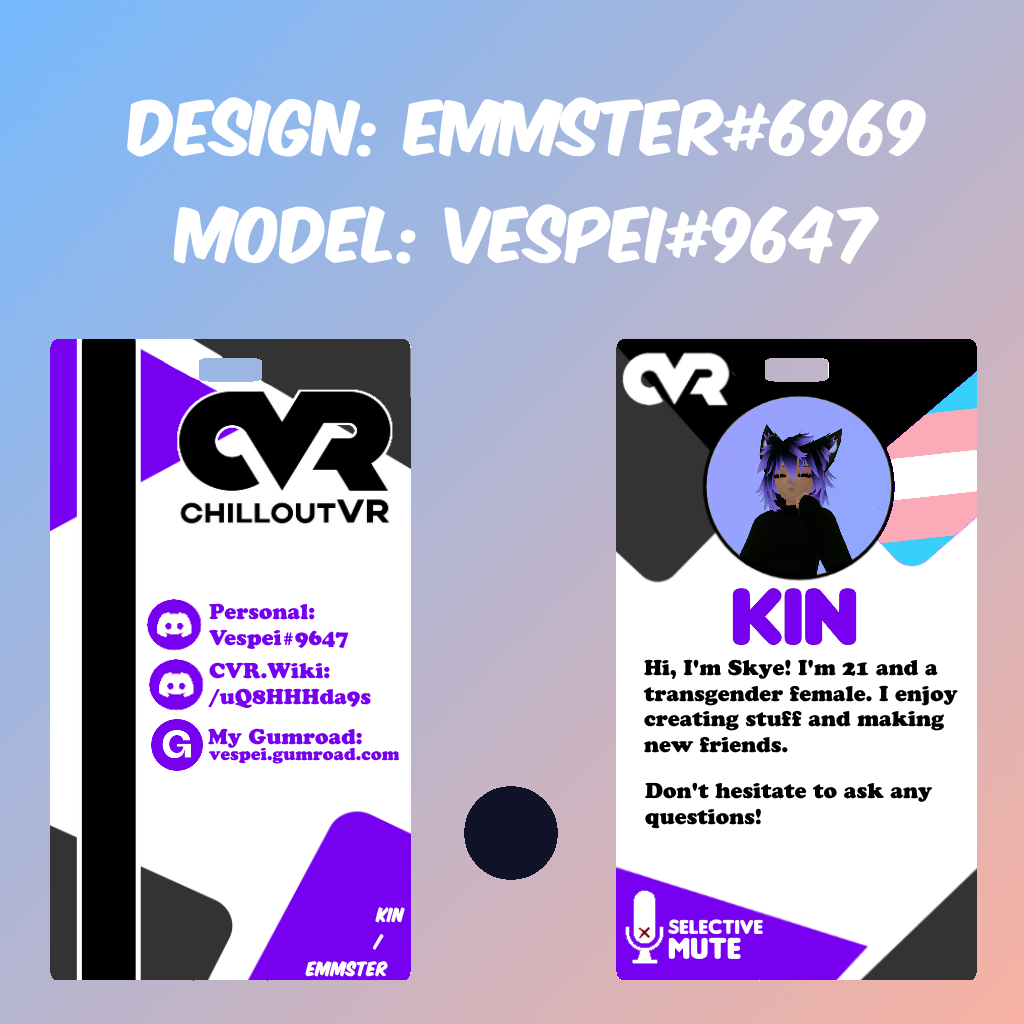 DESIGN: EMMSTER#6969
MODEL: VESPEI#9647
CVR
CHILLOUTVR
Personal:
Vespei#9647
CVR.Wiki:
/uQ8HHHda9s
G
My Gumroad:
vespei.gumroad.com
KIN
/
EMMSTER
CVR
KIN
Hi, I'm Skye! I'm 21 and a
transgender female. I enjoy
creating stuff and making
new friends.
Don't hesitate to ask any
questions!
SELECTIVE
MUTE